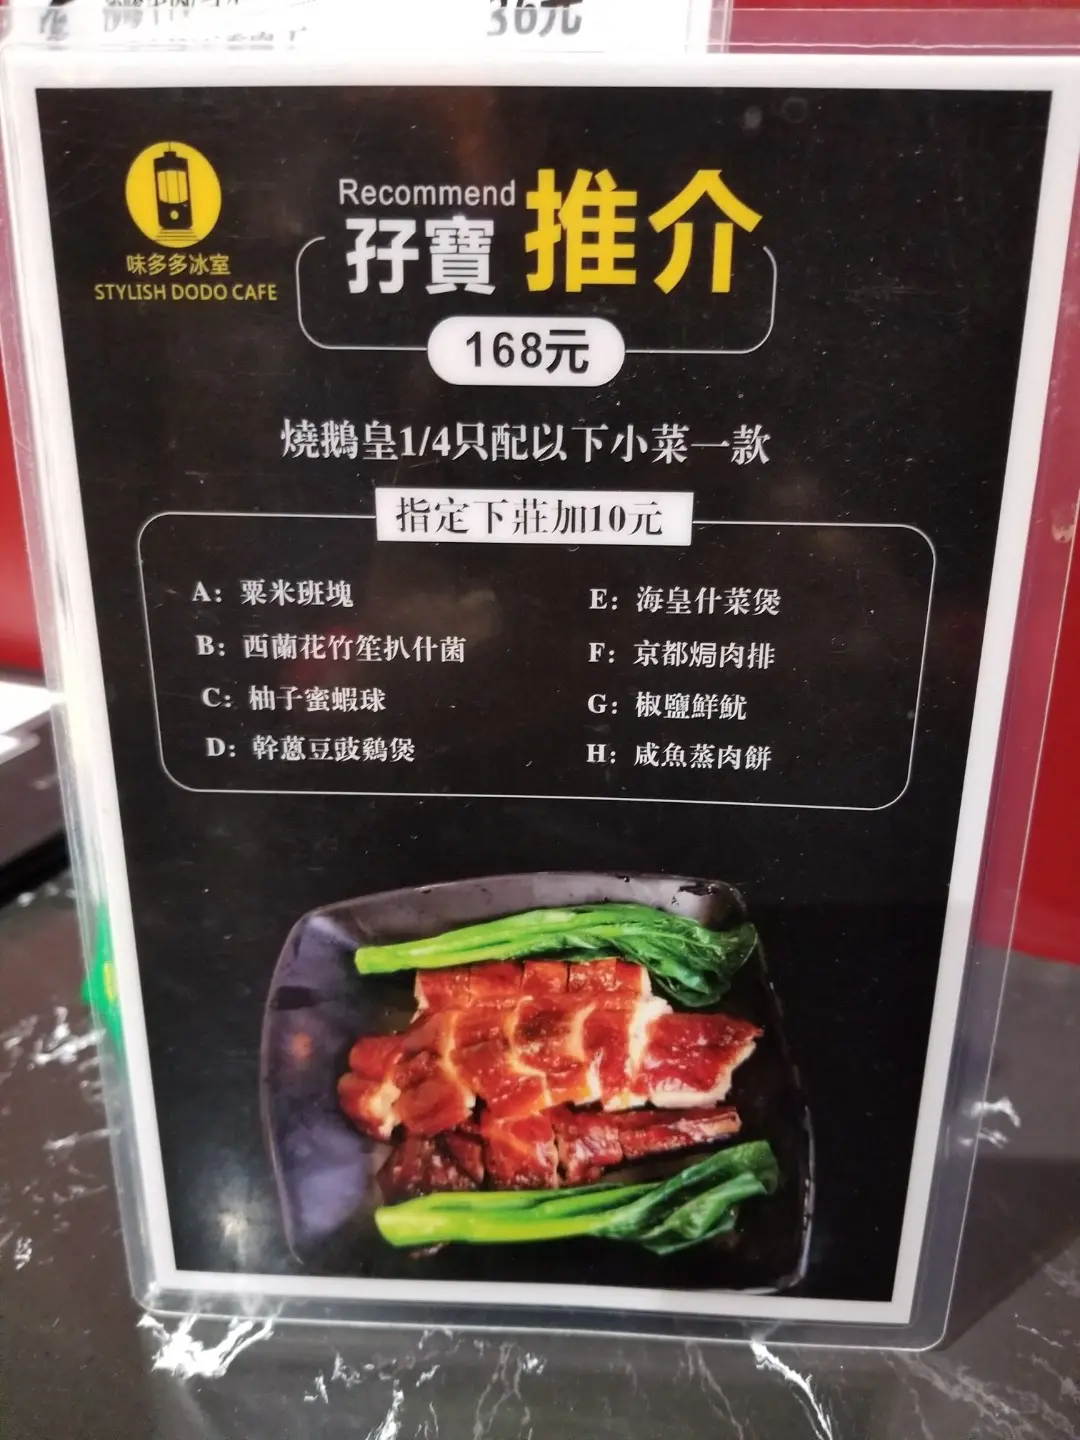 36元
味多多冰室
STYLISH DODO CAFE
Recommend
孖寶 推介
168元
燒鵝皇1/4只配以下小菜一款
指定下莊加10元
A: 粟米班塊
B: 西蘭花竹笙扒什菌
C: 柚子蜜蝦球
D: 幹蔥豆豉鷄煲
E: 海皇什菜煲
F: 京都焗肉排
G: 椒鹽鮮魷
H: 咸魚蒸肉餅